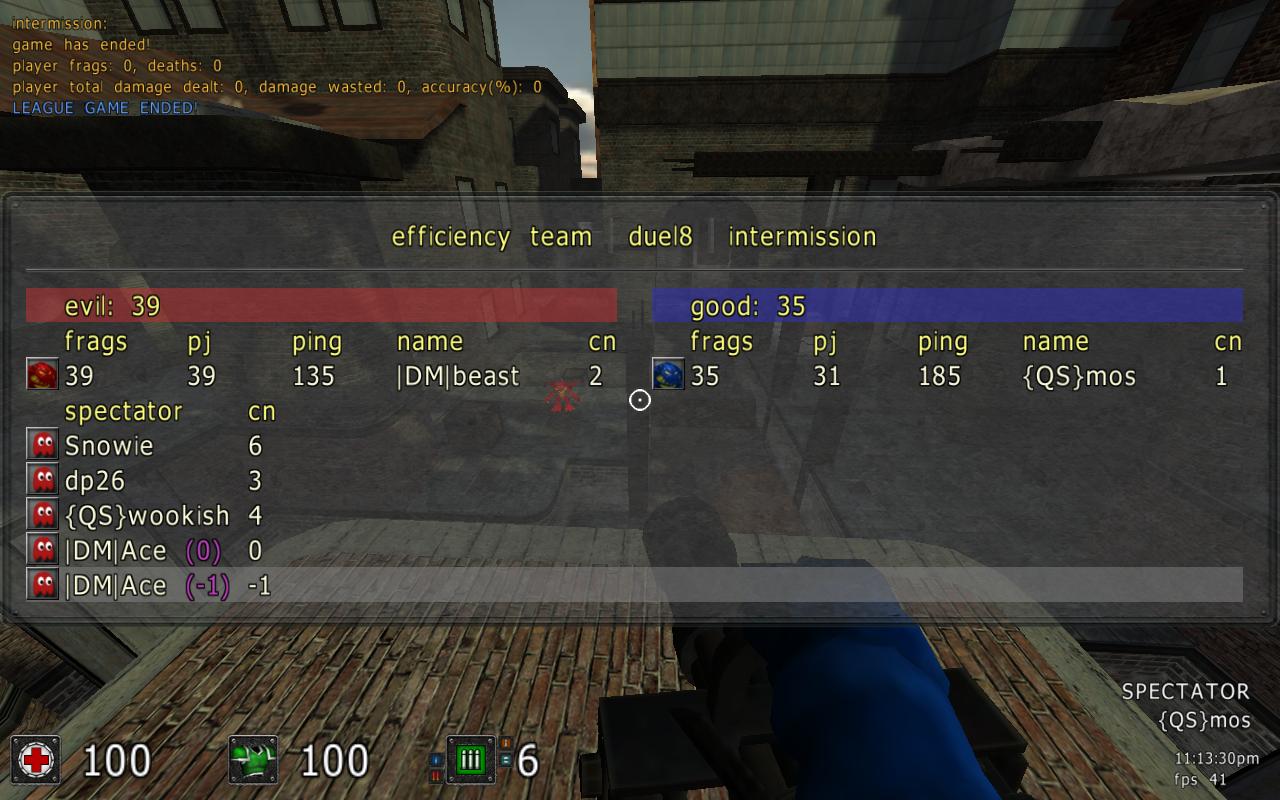 intermission:
game has ended!
player frags: 0, deaths: 0
player total damage dealt: 0, damage wasted: 0, accuracy(%): 0
LEAGUE GAME ENDED!
efficiency team | duel8 | intermission
evil: 39
frags pj ping name cn
39 39 135 |DM|beast 2
good: 35
frags pj ping name cn
35 31 185 {QS}mos 1
spectator cn
Snowie 6
dp26 3
{QS}wookish 4
|DM|Ace (0) 0
|DM|Ace (-1) -1
SPECTATOR
{QS}mos
11:13:30pm
fps 41
100 100 6